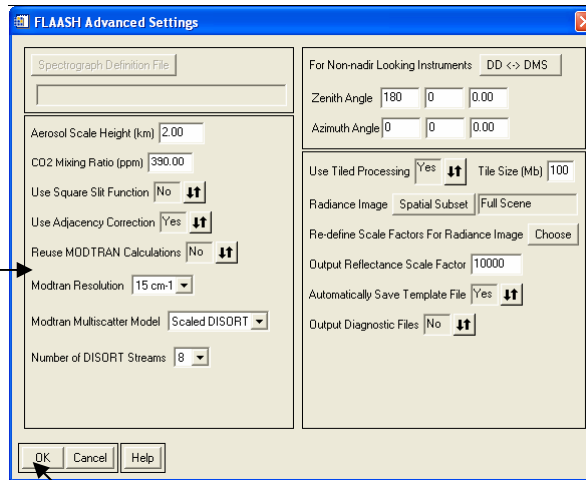 FLAASH Advanced Settings
Spectrograph Definition File
Aerosol Scale Height (km) 2.00
CO2 Mixing Ratio (ppm) 390.00
Use Square Slit Function No
Use Adjacency Correction Yes
Reuse MODTRAN Calculations No
Modtran Resolution 15 cm-1
Modtran Multiscatter Model Scaled DISORT
Number of DISORT Streams 8
For Non-nadir Looking Instruments DD <-> DMS
Zenith Angle 180 0 0.00
Azimuth Angle 0 0 0.00
Use Tiled Processing Yes Tile Size (Mb) 100
Radiance Image Spatial Subset Full Scene
Re-define Scale Factors For Radiance Image Choose
Output Reflectance Scale Factor 10000
Automatically Save Template File Yes
Output Diagnostic Files No
OK Cancel Help